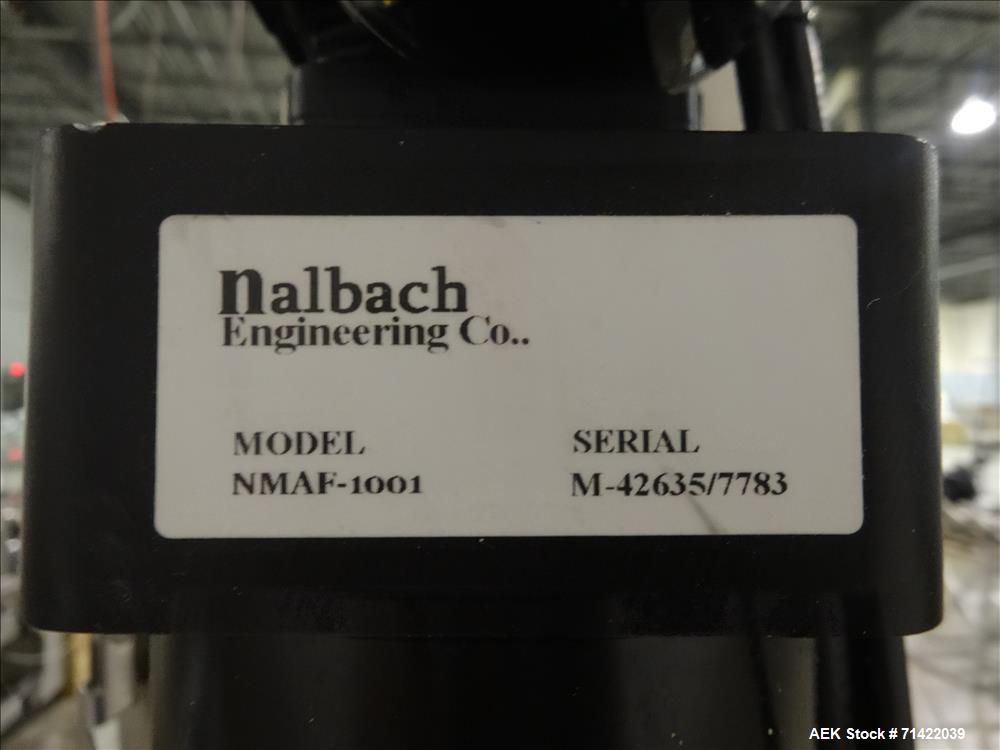 nalbach
Engineering Co..
MODEL SERIAL
NMAF-1001 M-42635/7783
AEK Stock # 71422039